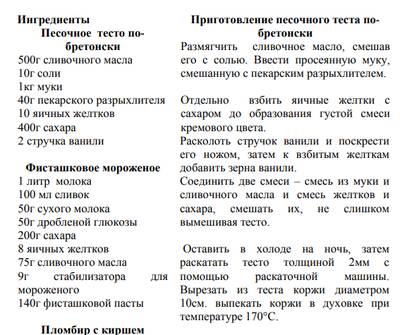 Ингредиенты
Песочное тесто по-
бретонски
500г сливочного масла
10г соли
1кг муки
40г пекарского разрыхлителя
10 яичных желтков
400г сахара
2 стручка ванили
Фисташковое мороженое
1 литр молока
100 мл сливок
50г сухого молока
50г дробленой глюкозы
200г сахара
8 яичных желтков
75г сливочного масла
9г стабилизатора для
мороженого
140г фисташковой пасты
Пломбир с киршем
Приготовление песочного теста по-
бретонски
Размягчить сливочное масло, смешав
его с солью. Ввести просеянную муку,
смешанную с пекарским разрыхлителем.
Отдельно взбить яичные желтки с
сахаром до образования густой смеси
кремового цвета.
Расколоть стручок ванили и поскрести
его ножом, затем к взбитым желткам
добавить зерна ванили.
Соединить две смеси – смесь из муки и
сливочного масла и смесь желтков и
сахара, смешать их, не слишком
вымешивая тесто.
Оставить в холоде на ночь, затем
раскатать тесто толщиной 2мм с
помощью раскаточной машины.
Вырезать из теста коржи диаметром
10см. выпекать коржи в духовке при
температуре 170°С.